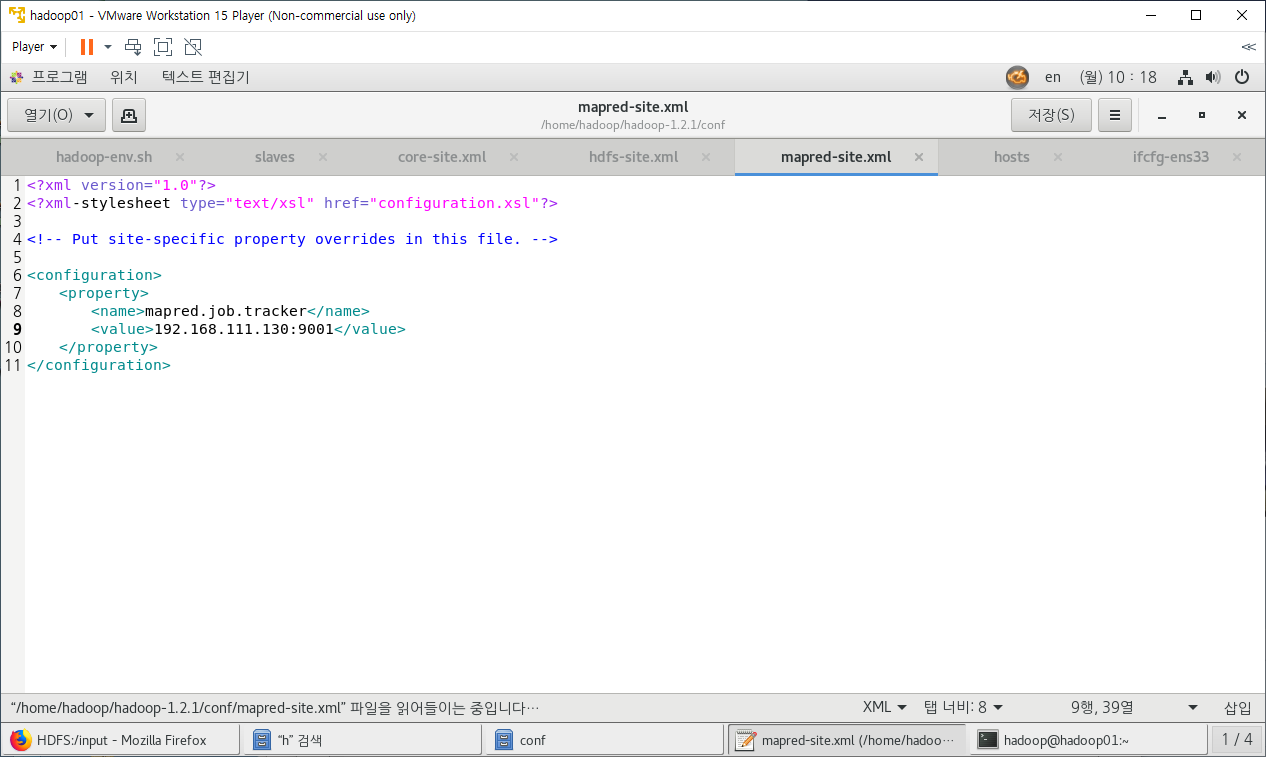 hadoop01 - VMware Workstation 15 Player (Non-commercial use only)
Player
프로그램 위치 텍스트 편집기 en (월) 10 : 18
열기(O) mapred-site.xml 저장(S)
/home/hadoop/hadoop-1.2.1/conf
hadoop-env.sh slaves core-site.xml hdfs-site.xml mapred-site.xml hosts ifcfg-ens33
1 <?xml version="1.0"?>
2 <?xml-stylesheet type="text/xsl" href="configuration.xsl"?>
3
4 <!-- Put site-specific property overrides in this file. -->
5
6 <configuration>
7 <property>
8 <name>mapred.job.tracker</name>
9 <value>192.168.111.130:9001</value>
10 </property>
11 </configuration>
“/home/hadoop/hadoop-1.2.1/conf/mapred-site.xml” 파일을 읽어들이는 중입니다… XML 탭 너비: 8 9행, 39열 삽입
HDFS:/input - Mozilla Firefox “h” 검색 conf mapred-site.xml (/home/hadoo… hadoop@hadoop01:~ 1 / 4